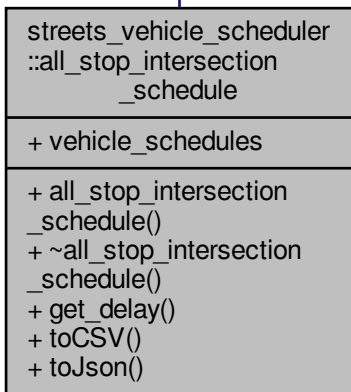 streets_vehicle_scheduler
::all_stop_intersection
_schedule
+ vehicle_schedules
+ all_stop_intersection
_schedule()
+ ~all_stop_intersection
_schedule()
+ get_delay()
+ toCSV()
+ toJson()